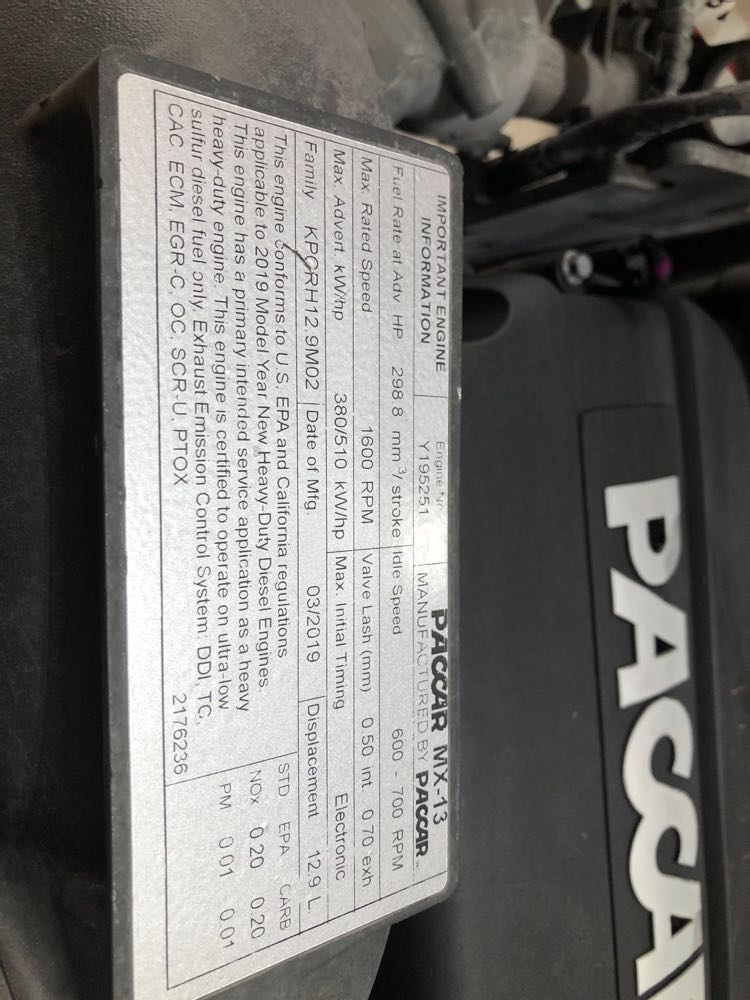 IMPORTANT ENGINE
INFORMATION
Engine Nr
Y195251
PACCAR MX-13
MANUFACTURED BY PACCAR
Fuel Rate at Adv HP 298.8 mm³/ stroke Idle Speed 600 - 700 RPM
Max. Rated Speed 1600 RPM Valve Lash (mm) 0.50 int. 0.70 exh
Max. Advert. kW/hp 380/510 kW/hp Max. Initial Timing Electronic
Family KPCRH12.9M02 Date of Mfg. 03/2019 Displacement 12.9 L.
This engine conforms to U.S. EPA and California regulations
applicable to 2019 Model Year New Heavy-Duty Diesel Engines.
This engine has a primary intended service application as a heavy
heavy-duty engine. This engine is certified to operate on ultra-low
sulfur diesel fuel only. Exhaust Emission Control System: DDI, TC,
CAC, ECM, EGR-C, OC, SCR-U, PTOX
2176236
STD EPA CARB
NOx 0.20 0.20
PM 0.01 0.01
PACCA